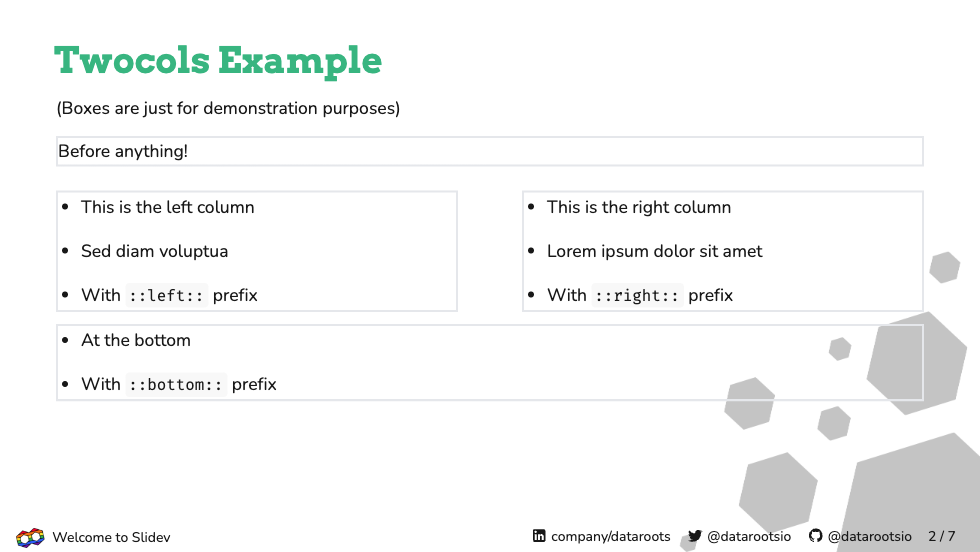 Twocols Example
(Boxes are just for demonstration purposes)
Before anything!
This is the left column
Sed diam voluptua
With ::left:: prefix
This is the right column
Lorem ipsum dolor sit amet
With ::right:: prefix
At the bottom
With ::bottom:: prefix
Welcome to Slidev
company/dataroots @datarootsio @datarootsio 2 / 7